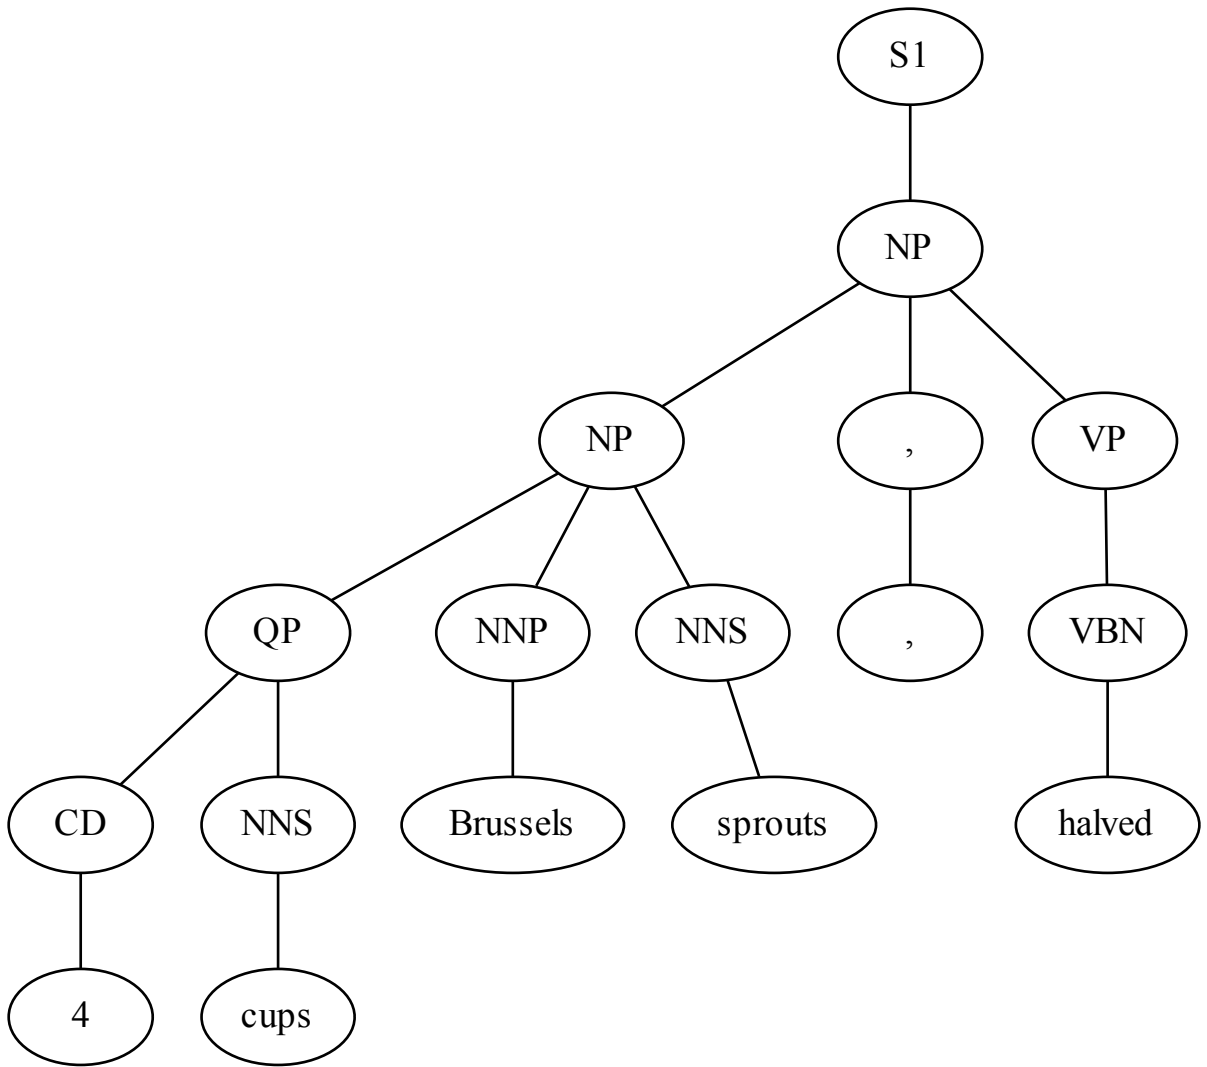 S1
NP
NP , VP
QP NNP NNS , VBN
CD NNS Brussels sprouts halved
4 cups